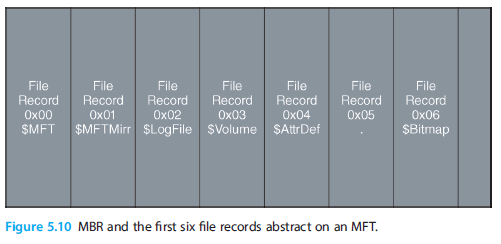 File Record 0x00 $MFT
File Record 0x01 $MFTMirr
File Record 0x02 $LogFile
File Record 0x03 $Volume
File Record 0x04 $AttrDef
File Record 0x05 .
File Record 0x06 $Bitmap
Figure 5.10 MBR and the first six file records abstract on an MFT.